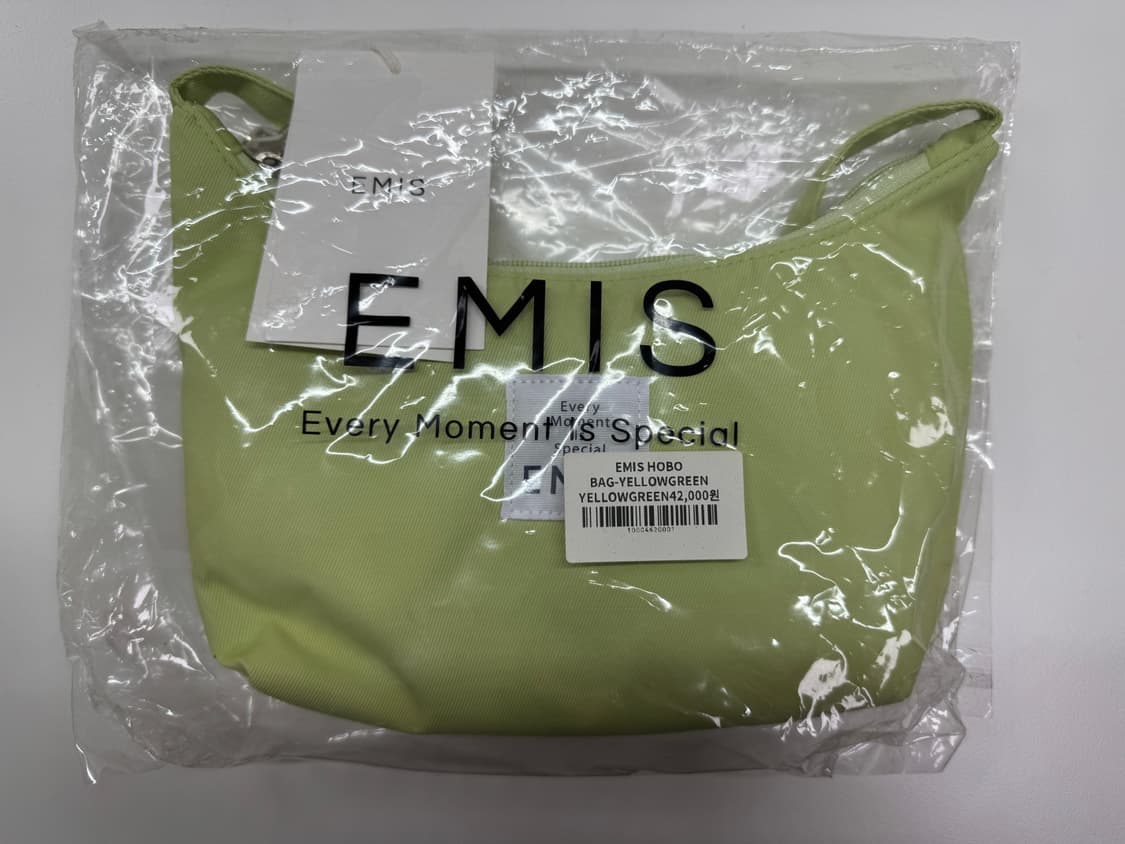 EMIS
EMIS
Every Moment is Special
Every
Moment
Special
EMIS HOBO
BAG-YELLOWGREEN
YELLOWGREEN42,000원